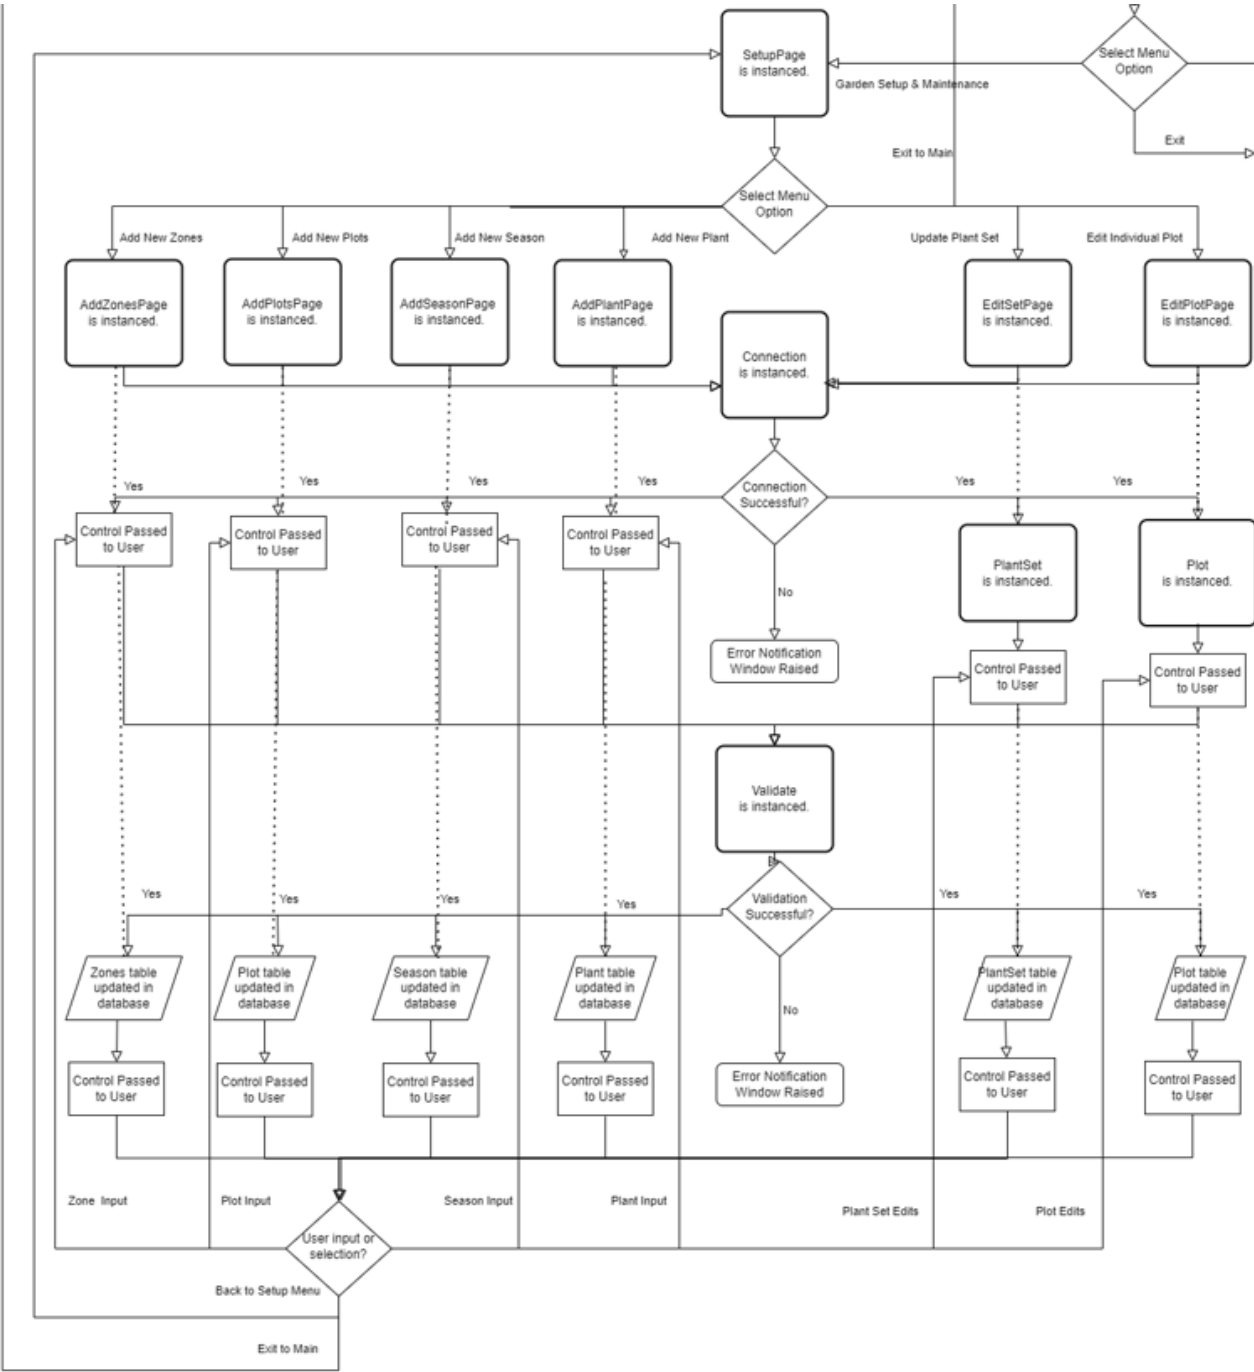 SetupPage
is instanced.
Select Menu
Option
Garden Setup & Maintenance
Exit
Exit to Main
Select Menu
Option
Add New Zones
Add New Plots
Add New Season
Add New Plant
Update Plant Set
Edit Individual Plot
AddZonesPage
is instanced.
AddPlotsPage
is instanced.
AddSeasonPage
is instanced.
AddPlantPage
is instanced.
EditSetPage
is instanced.
EditPlotPage
is instanced.
Connection
is instanced.
Yes
Yes
Yes
Yes
Connection
Successful?
Yes
Yes
Control Passed
to User
Control Passed
to User
Control Passed
to User
Control Passed
to User
PlantSet
is instanced.
Plot
is instanced.
No
Error Notification
Window Raised
Control Passed
to User
Control Passed
to User
Validate
is instanced.
Yes
Yes
Yes
Yes
Validation
Successful?
Yes
Yes
Zones table
updated in
database
Plot table
updated in
database
Season table
updated in
database
Plant table
updated in
database
PlantSet table
updated in
database
Plot table
updated in
database
No
Control Passed
to User
Control Passed
to User
Control Passed
to User
Control Passed
to User
Error Notification
Window Raised
Control Passed
to User
Control Passed
to User
Zone Input
Plot Input
Season Input
Plant Input
Plant Set Edits
Plot Edits
User input or
selection?
Back to Setup Menu
Exit to Main